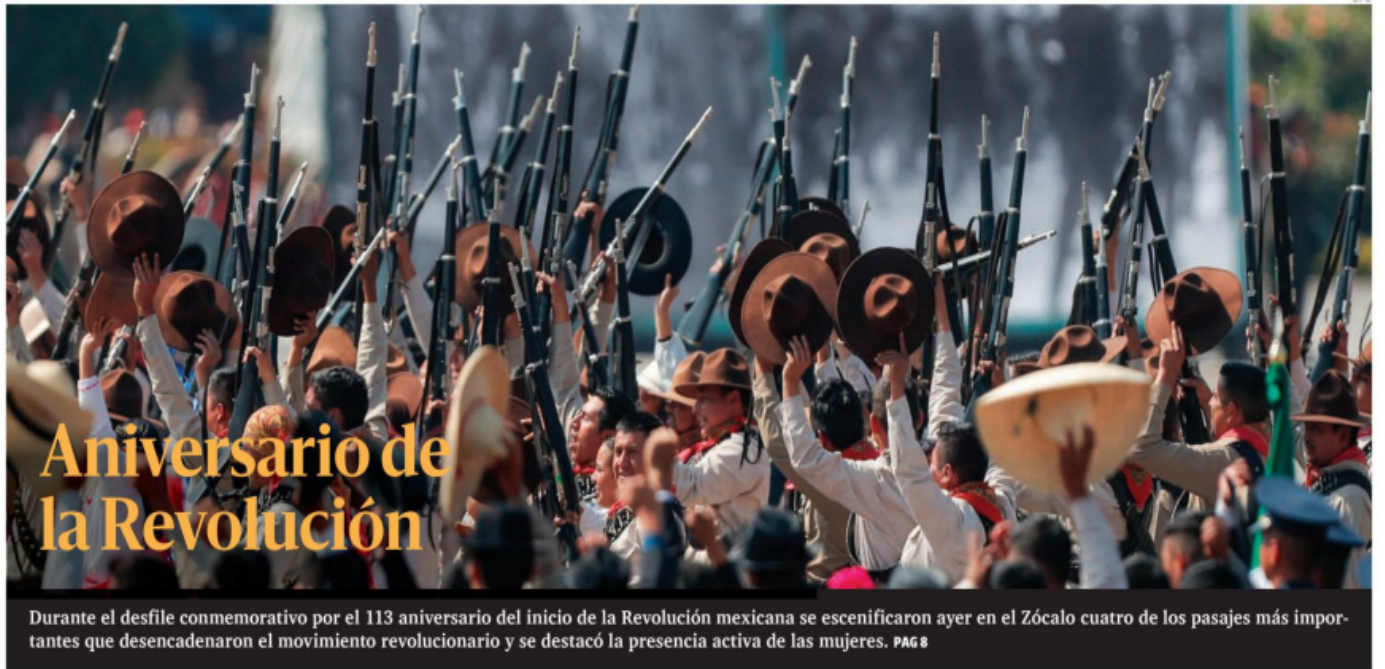 Aniversario de
la Revolución
Durante el desfile conmemorativo por el 113 aniversario del inicio de la Revolución mexicana se escenificaron ayer en el Zócalo cuatro de los pasajes más impor-
tantes que desencadenaron el movimiento revolucionario y se destacó la presencia activa de las mujeres. PAG 8